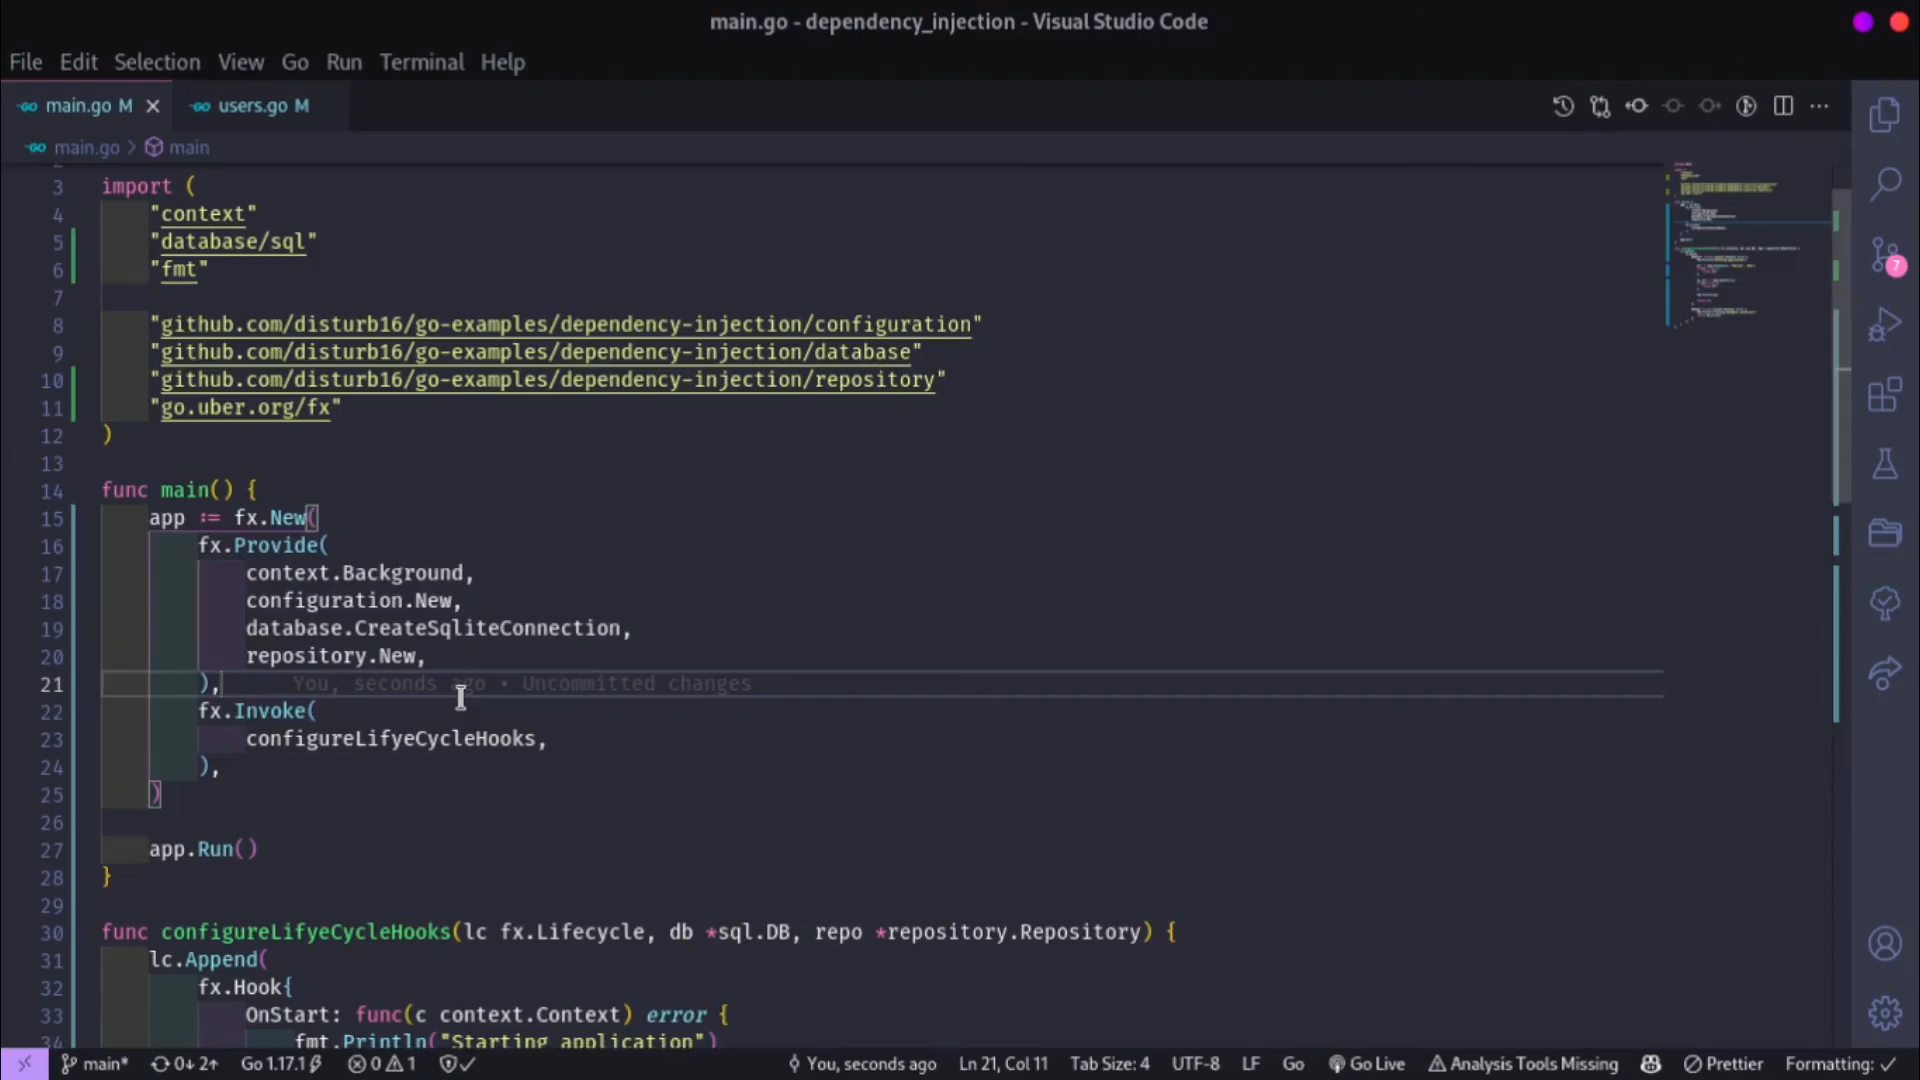 main.go - dependency_injection - Visual Studio Code
File Edit Selection View Go Run Terminal Help
main.go M users.go M
main.go > main
3 import (
4 "context"
5 "database/sql"
6 "fmt"
7
8 "github.com/disturb16/go-examples/dependency-injection/configuration"
9 "github.com/disturb16/go-examples/dependency-injection/database"
10 "github.com/disturb16/go-examples/dependency-injection/repository"
11 "go.uber.org/fx"
12 )
13
14 func main() {
15 app := fx.New(
16 fx.Provide(
17 context.Background,
18 configuration.New,
19 database.CreateSqliteConnection,
20 repository.New,
21 ), You, seconds ago • Uncommitted changes
22 fx.Invoke(
23 configureLifyeCycleHooks,
24 ),
25 )
26
27 app.Run()
28 }
29
30 func configureLifyeCycleHooks(lc fx.Lifecycle, db *sql.DB, repo *repository.Repository) {
31 lc.Append(
32 fx.Hook{
33 OnStart: func(c context.Context) error {
34 fmt.Println("Starting application")
7
main* 0↓ 2↑ Go 1.17.1 0 1 You, seconds ago Ln 21, Col 11 Tab Size: 4 UTF-8 LF Go Go Live Analysis Tools Missing Prettier Formatting: ✓